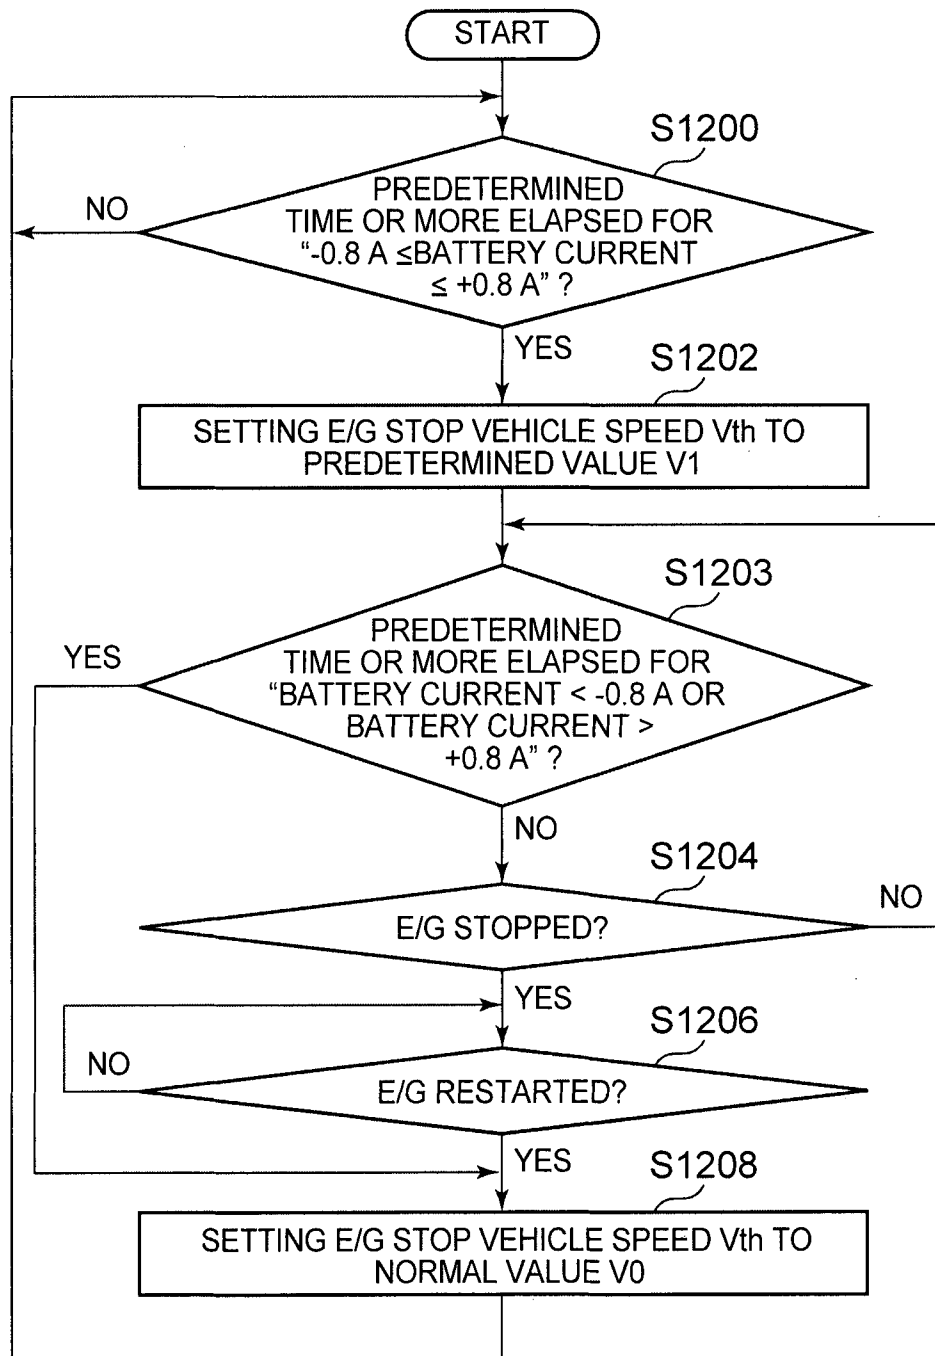 START
S1200
PREDETERMINED
TIME OR MORE ELAPSED FOR
“-0.8 A ≤BATTERY CURRENT
≤ +0.8 A” ?
NO
YES
S1202
SETTING E/G STOP VEHICLE SPEED Vth TO
PREDETERMINED VALUE V1
S1203
PREDETERMINED
TIME OR MORE ELAPSED FOR
“BATTERY CURRENT < -0.8 A OR
BATTERY CURRENT >
+0.8 A” ?
YES
NO
S1204
E/G STOPPED?
NO
YES
S1206
E/G RESTARTED?
NO
YES
S1208
SETTING E/G STOP VEHICLE SPEED Vth TO
NORMAL VALUE V0